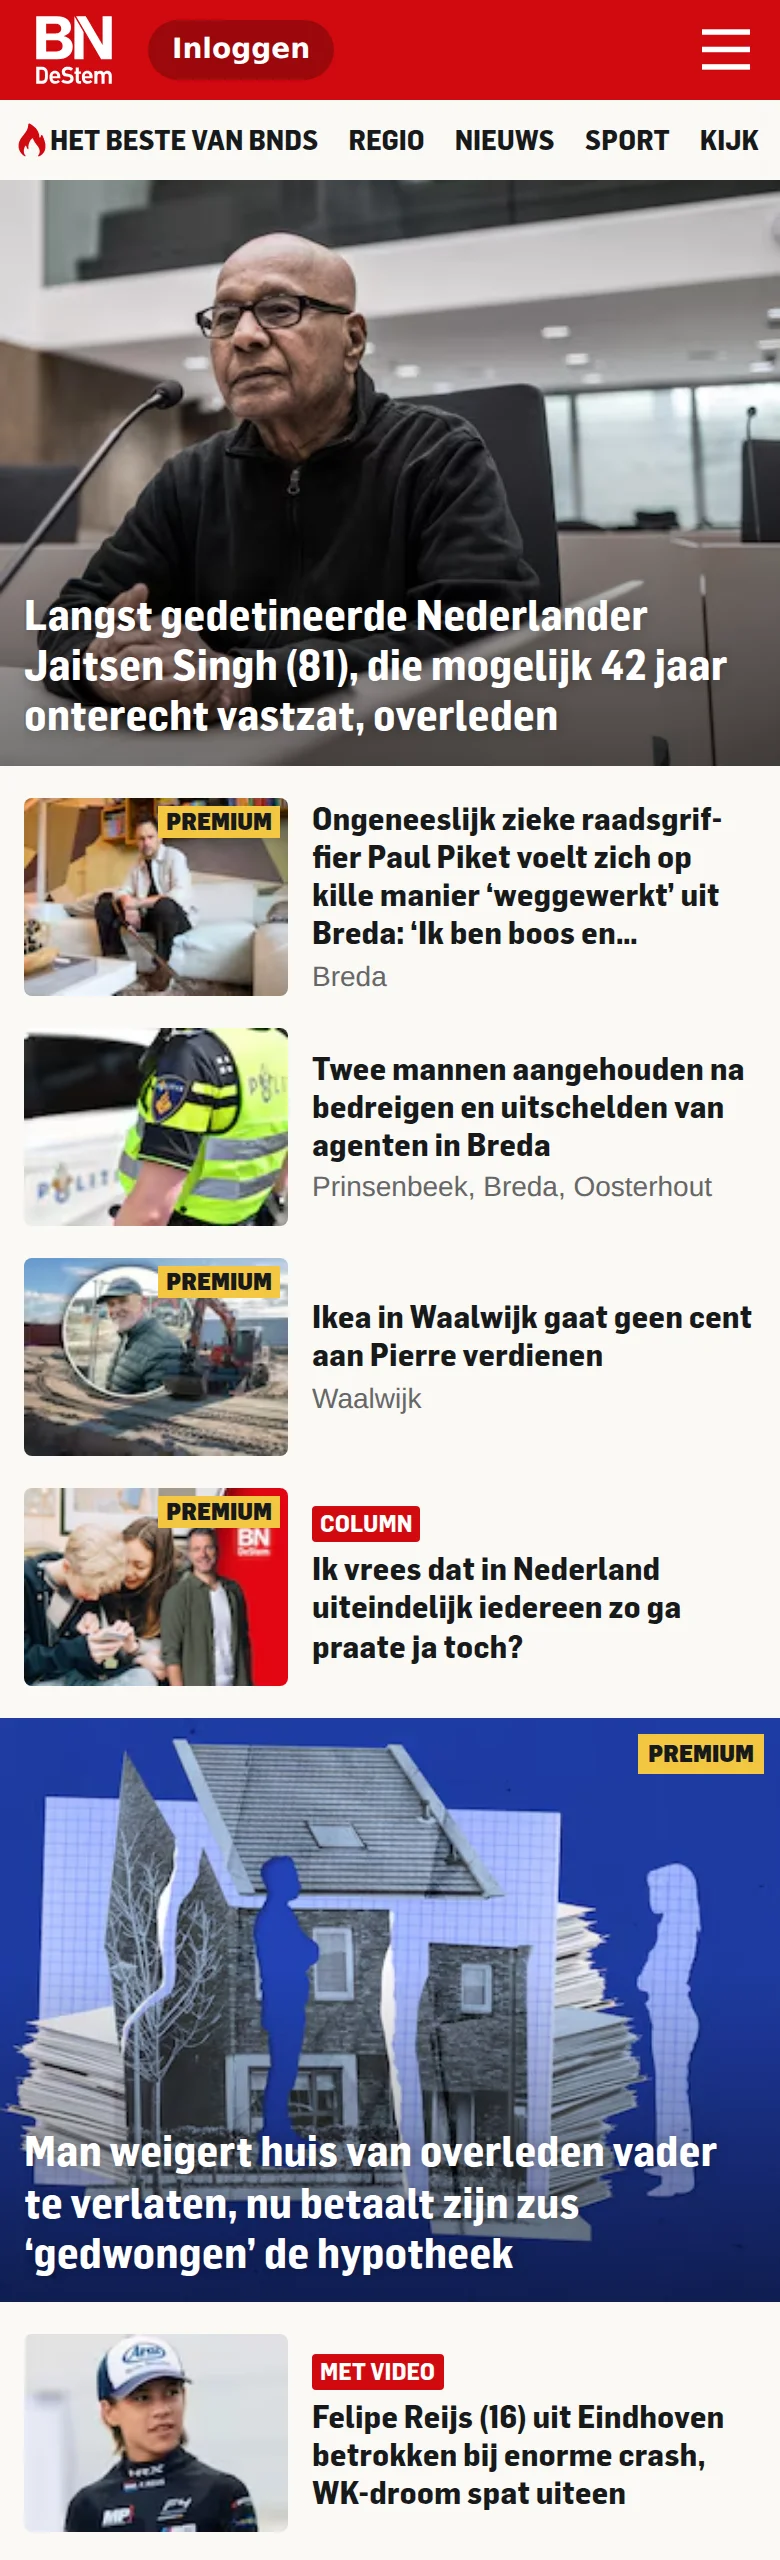 BN
DeStem
Inloggen
HET BESTE VAN BNDS REGIO NIEUWS SPORT KIJK
Langst gedetineerde Nederlander
Jaitsen Singh (81), die mogelijk 42 jaar
onterecht vastzat, overleden
PREMIUM
Ongeneeslijk zieke raadsgrif-
fier Paul Piket voelt zich op
kille manier ‘weggewerkt’ uit
Breda: ‘Ik ben boos en...
Breda
Twee mannen aangehouden na
bedreigen en uitschelden van
agenten in Breda
Prinsenbeek, Breda, Oosterhout
PREMIUM
Ikea in Waalwijk gaat geen cent
aan Pierre verdienen
Waalwijk
PREMIUM
BN
DeStem
COLUMN
Ik vrees dat in Nederland
uiteindelijk iedereen zo ga
praate ja toch?
PREMIUM
Man weigert huis van overleden vader
te verlaten, nu betaalt zijn zus
‘gedwongen’ de hypotheek
Arai
MP
F4
MET VIDEO
Felipe Reijs (16) uit Eindhoven
betrokken bij enorme crash,
WK-droom spat uiteen